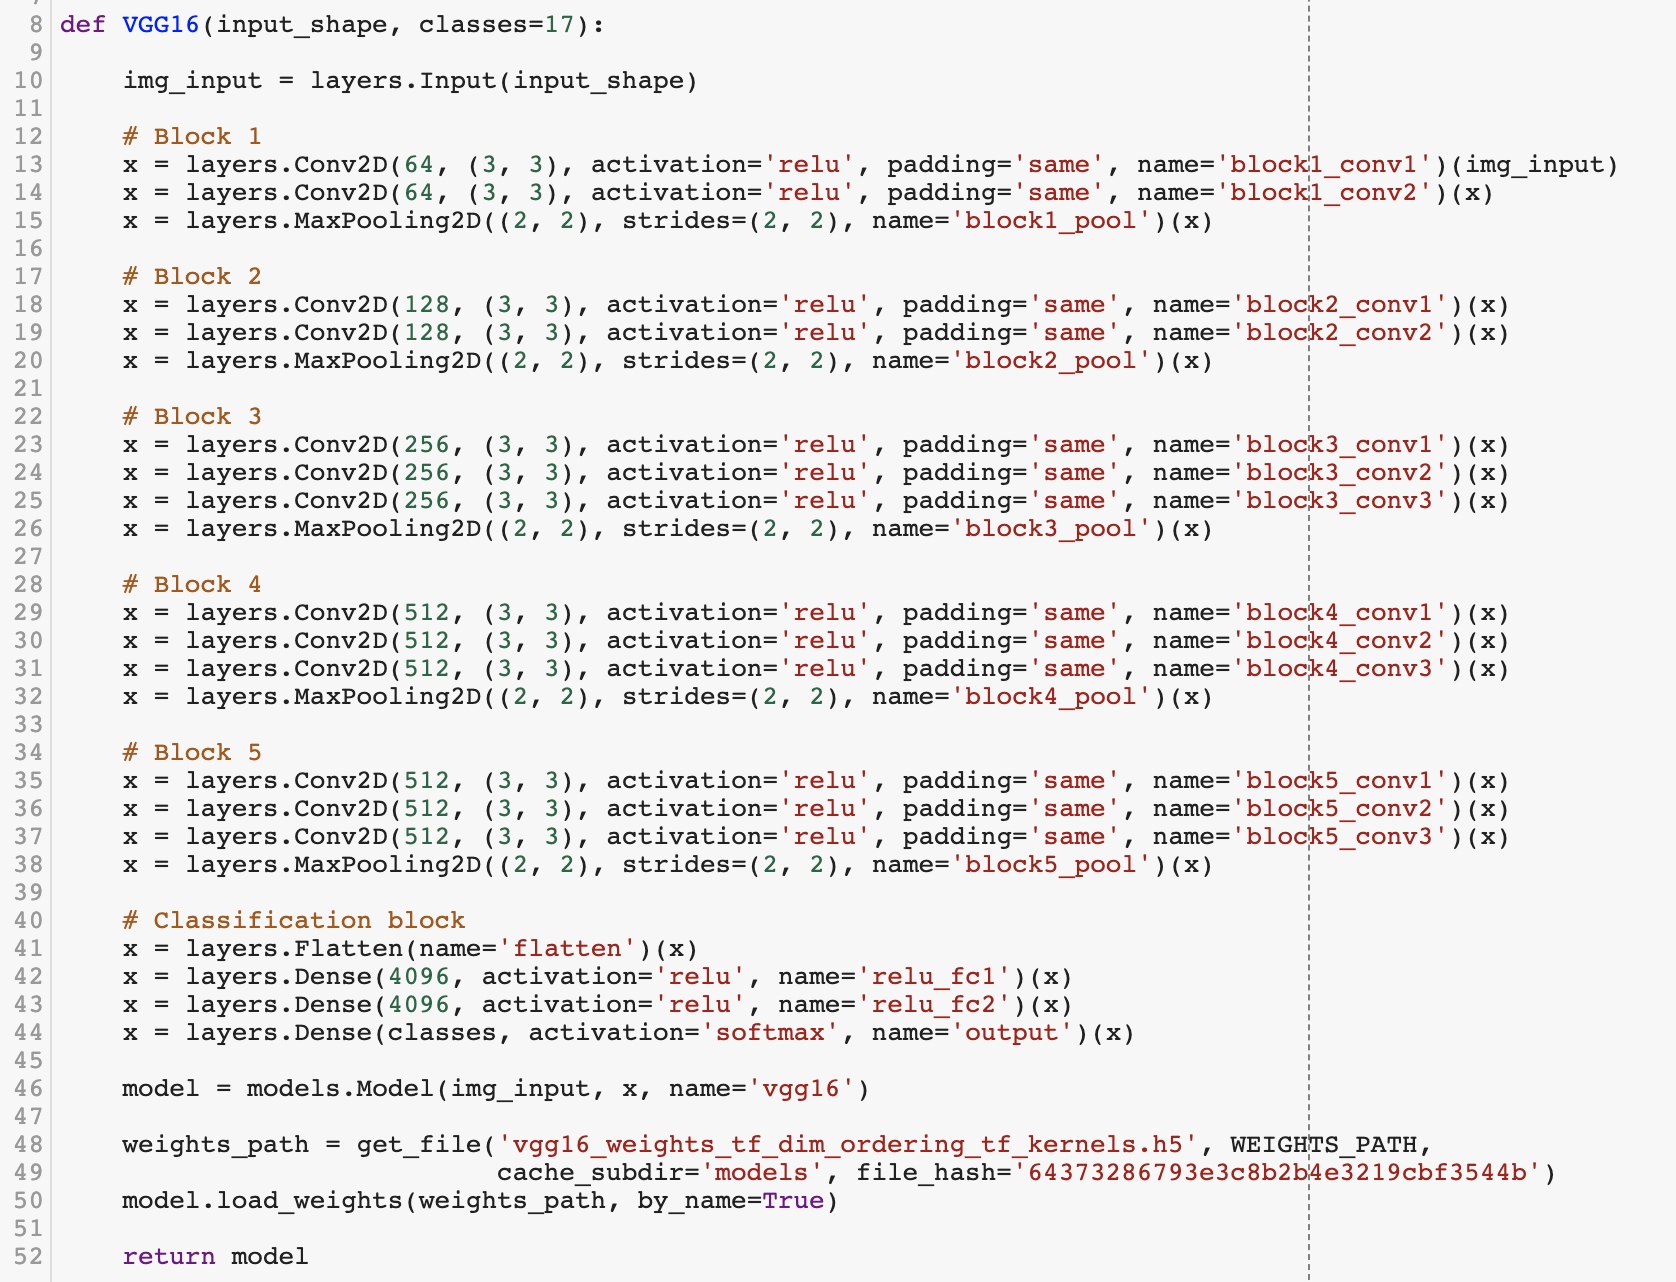 8 def VGG16(input_shape, classes=17):
9
10 img_input = layers.Input(input_shape)
11
12 # Block 1
13 x = layers.Conv2D(64, (3, 3), activation='relu', padding='same', name='block1_conv1')(img_input)
14 x = layers.Conv2D(64, (3, 3), activation='relu', padding='same', name='block1_conv2')(x)
15 x = layers.MaxPooling2D((2, 2), strides=(2, 2), name='block1_pool')(x)
16
17 # Block 2
18 x = layers.Conv2D(128, (3, 3), activation='relu', padding='same', name='block2_conv1')(x)
19 x = layers.Conv2D(128, (3, 3), activation='relu', padding='same', name='block2_conv2')(x)
20 x = layers.MaxPooling2D((2, 2), strides=(2, 2), name='block2_pool')(x)
21
22 # Block 3
23 x = layers.Conv2D(256, (3, 3), activation='relu', padding='same', name='block3_conv1')(x)
24 x = layers.Conv2D(256, (3, 3), activation='relu', padding='same', name='block3_conv2')(x)
25 x = layers.Conv2D(256, (3, 3), activation='relu', padding='same', name='block3_conv3')(x)
26 x = layers.MaxPooling2D((2, 2), strides=(2, 2), name='block3_pool')(x)
27
28 # Block 4
29 x = layers.Conv2D(512, (3, 3), activation='relu', padding='same', name='block4_conv1')(x)
30 x = layers.Conv2D(512, (3, 3), activation='relu', padding='same', name='block4_conv2')(x)
31 x = layers.Conv2D(512, (3, 3), activation='relu', padding='same', name='block4_conv3')(x)
32 x = layers.MaxPooling2D((2, 2), strides=(2, 2), name='block4_pool')(x)
33
34 # Block 5
35 x = layers.Conv2D(512, (3, 3), activation='relu', padding='same', name='block5_conv1')(x)
36 x = layers.Conv2D(512, (3, 3), activation='relu', padding='same', name='block5_conv2')(x)
37 x = layers.Conv2D(512, (3, 3), activation='relu', padding='same', name='block5_conv3')(x)
38 x = layers.MaxPooling2D((2, 2), strides=(2, 2), name='block5_pool')(x)
39
40 # Classification block
41 x = layers.Flatten(name='flatten')(x)
42 x = layers.Dense(4096, activation='relu', name='relu_fc1')(x)
43 x = layers.Dense(4096, activation='relu', name='relu_fc2')(x)
44 x = layers.Dense(classes, activation='softmax', name='output')(x)
45
46 model = models.Model(img_input, x, name='vgg16')
47
48 weights_path = get_file('vgg16_weights_tf_dim_ordering_tf_kernels.h5', WEIGHTS_PATH,
49 cache_subdir='models', file_hash='64373286793e3c8b2b4e3219cbf3544b')
50 model.load_weights(weights_path, by_name=True)
51
52 return model